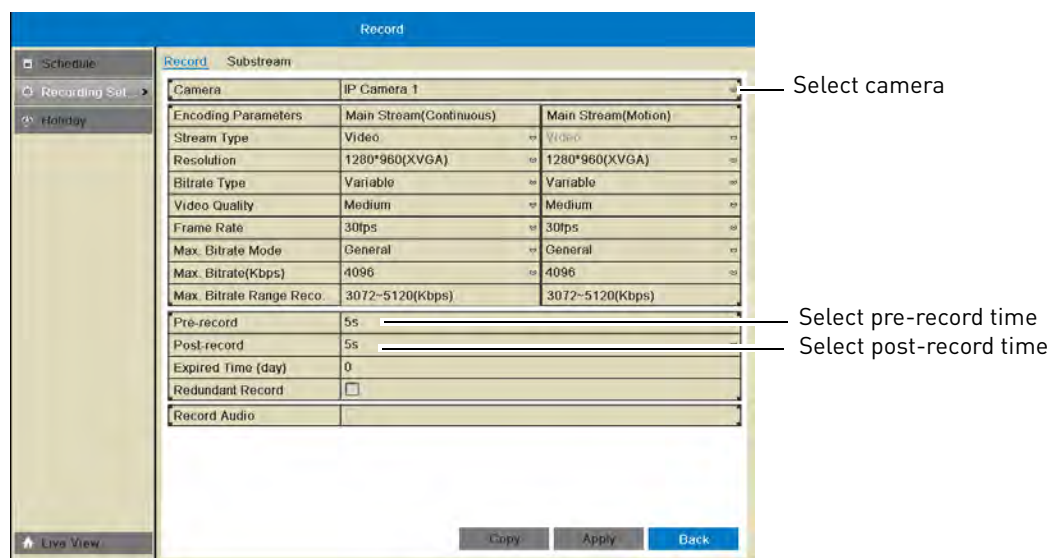 Record
Schedule
Recording Set...
Holiday
Record Substream
Camera IP Camera 1
Select camera
Encoding Parameters Main Stream(Continuous) Main Stream(Motion)
Stream Type Video Video
Resolution 1280*960(XVGA) 1280*960(XVGA)
Bitrate Type Variable Variable
Video Quality Medium Medium
Frame Rate 30fps 30fps
Max. Bitrate Mode General General
Max. Bitrate(Kbps) 4096 4096
Max. Bitrate Range Reco. 3072~5120(Kbps) 3072~5120(Kbps)
Pre-record 5s
Select pre-record time
Post-record 5s
Select post-record time
Expired Time (day) 0
Redundant Record
Record Audio
Live View
Copy Apply Back